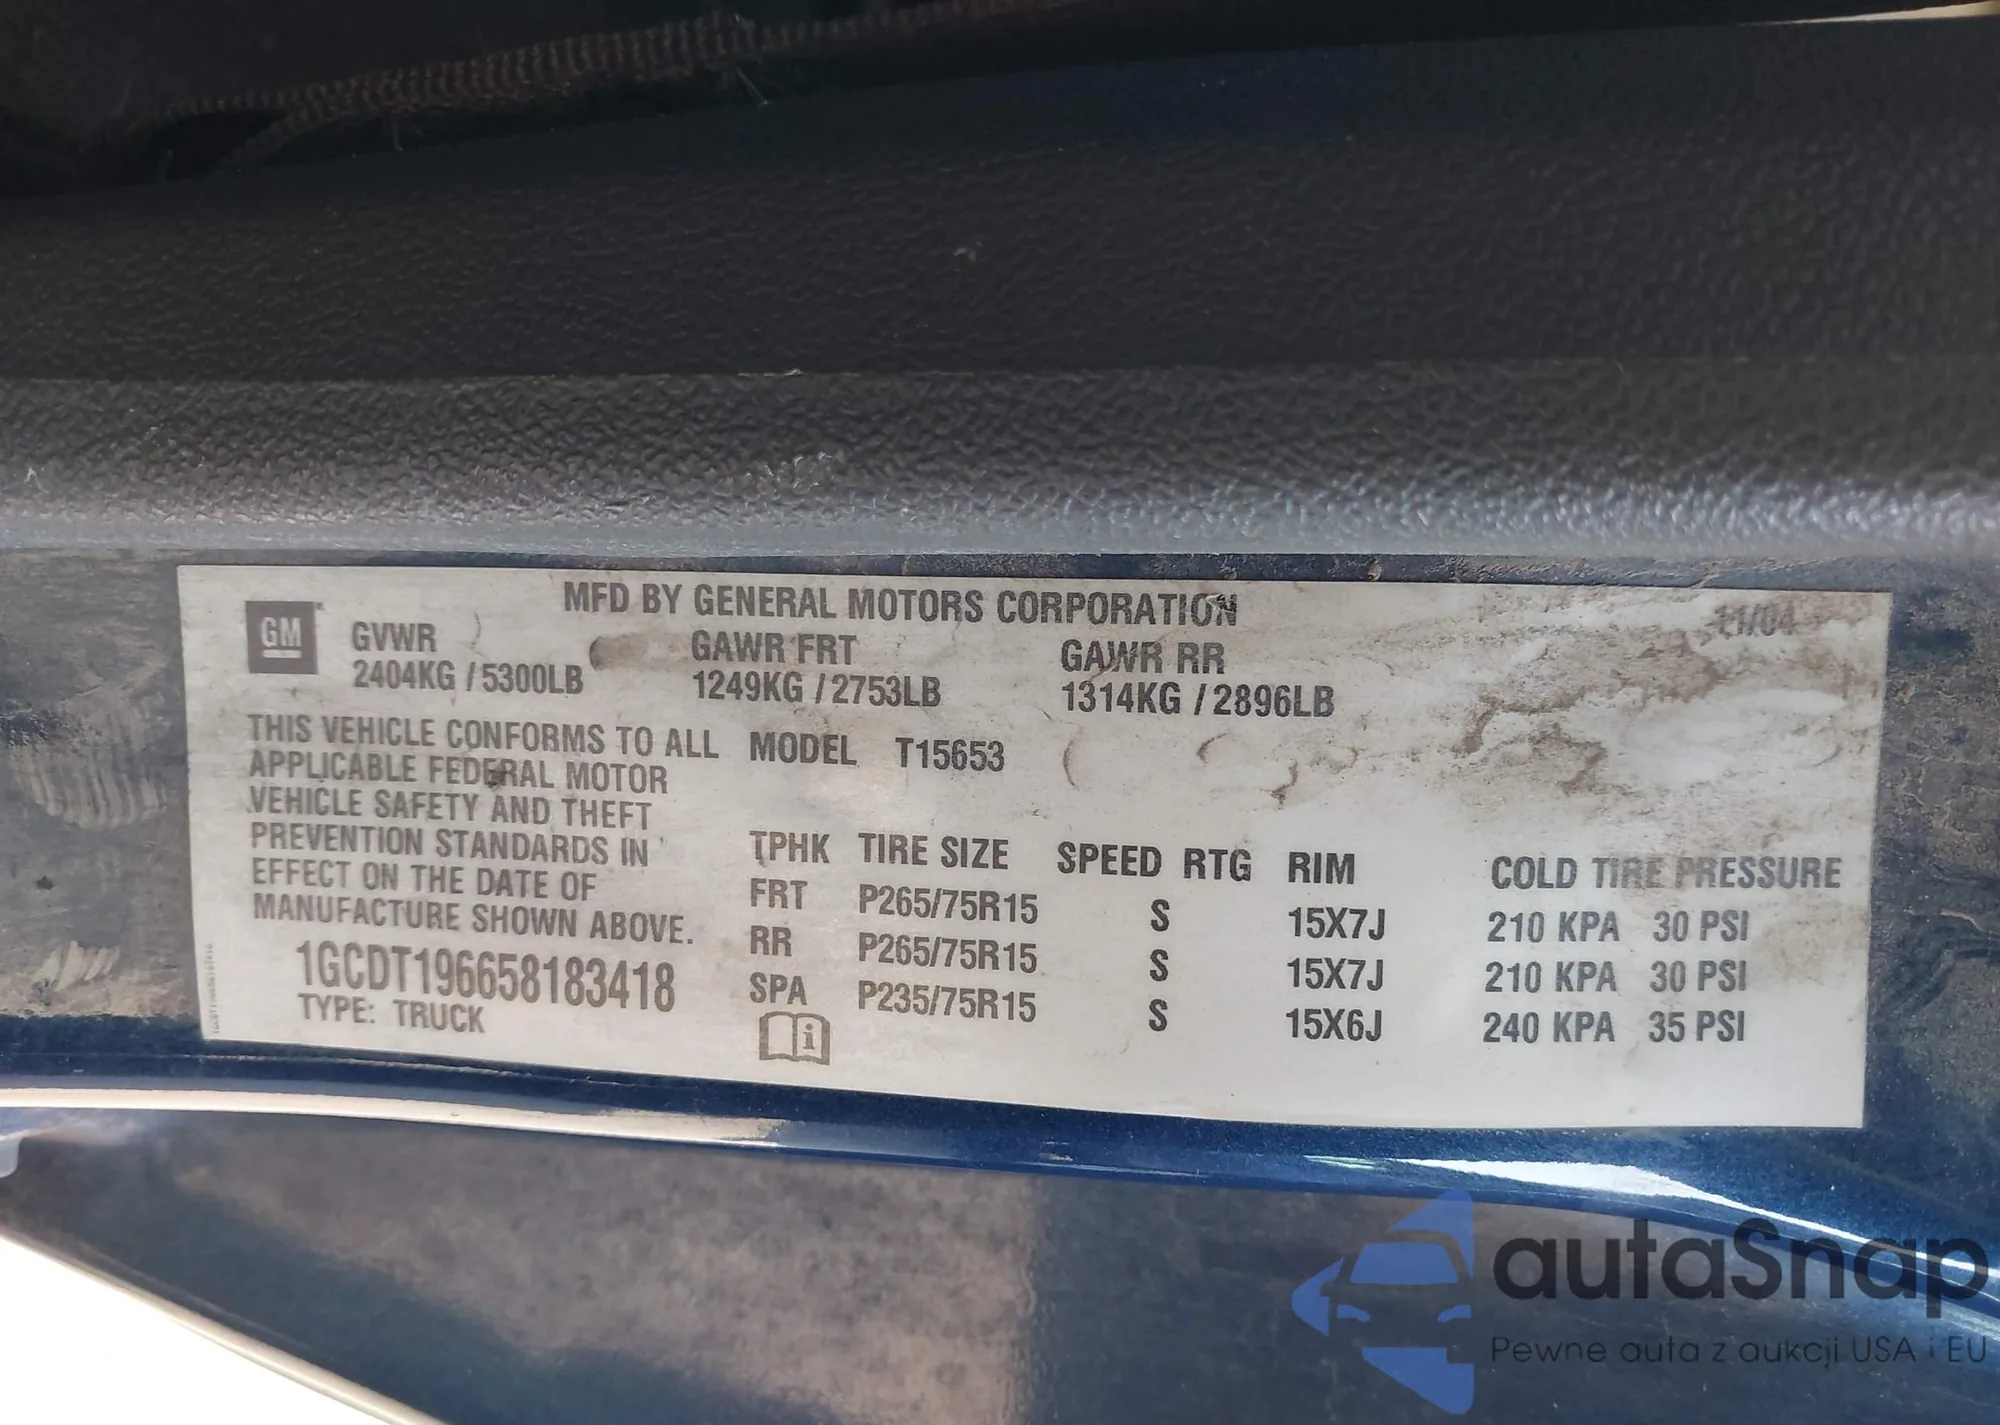 MFD BY GENERAL MOTORS CORPORATION 11/04
GM GVWR GAWR FRT GAWR RR
2404KG / 5300LB 1249KG / 2753LB 1314KG / 2896LB
THIS VEHICLE CONFORMS TO ALL
APPLICABLE FEDERAL MOTOR
VEHICLE SAFETY AND THEFT
PREVENTION STANDARDS IN
EFFECT ON THE DATE OF
MANUFACTURE SHOWN ABOVE.
1GCDT196658183418
TYPE: TRUCK
MODEL T15653
TPHK TIRE SIZE SPEED RTG RIM COLD TIRE PRESSURE
FRT P265/75R15 S 15X7J 210 KPA 30 PSI
RR P265/75R15 S 15X7J 210 KPA 30 PSI
SPA P235/75R15 S 15X6J 240 KPA 35 PSI
i
autaSnap
Pewne auta z aukcji USA i EU